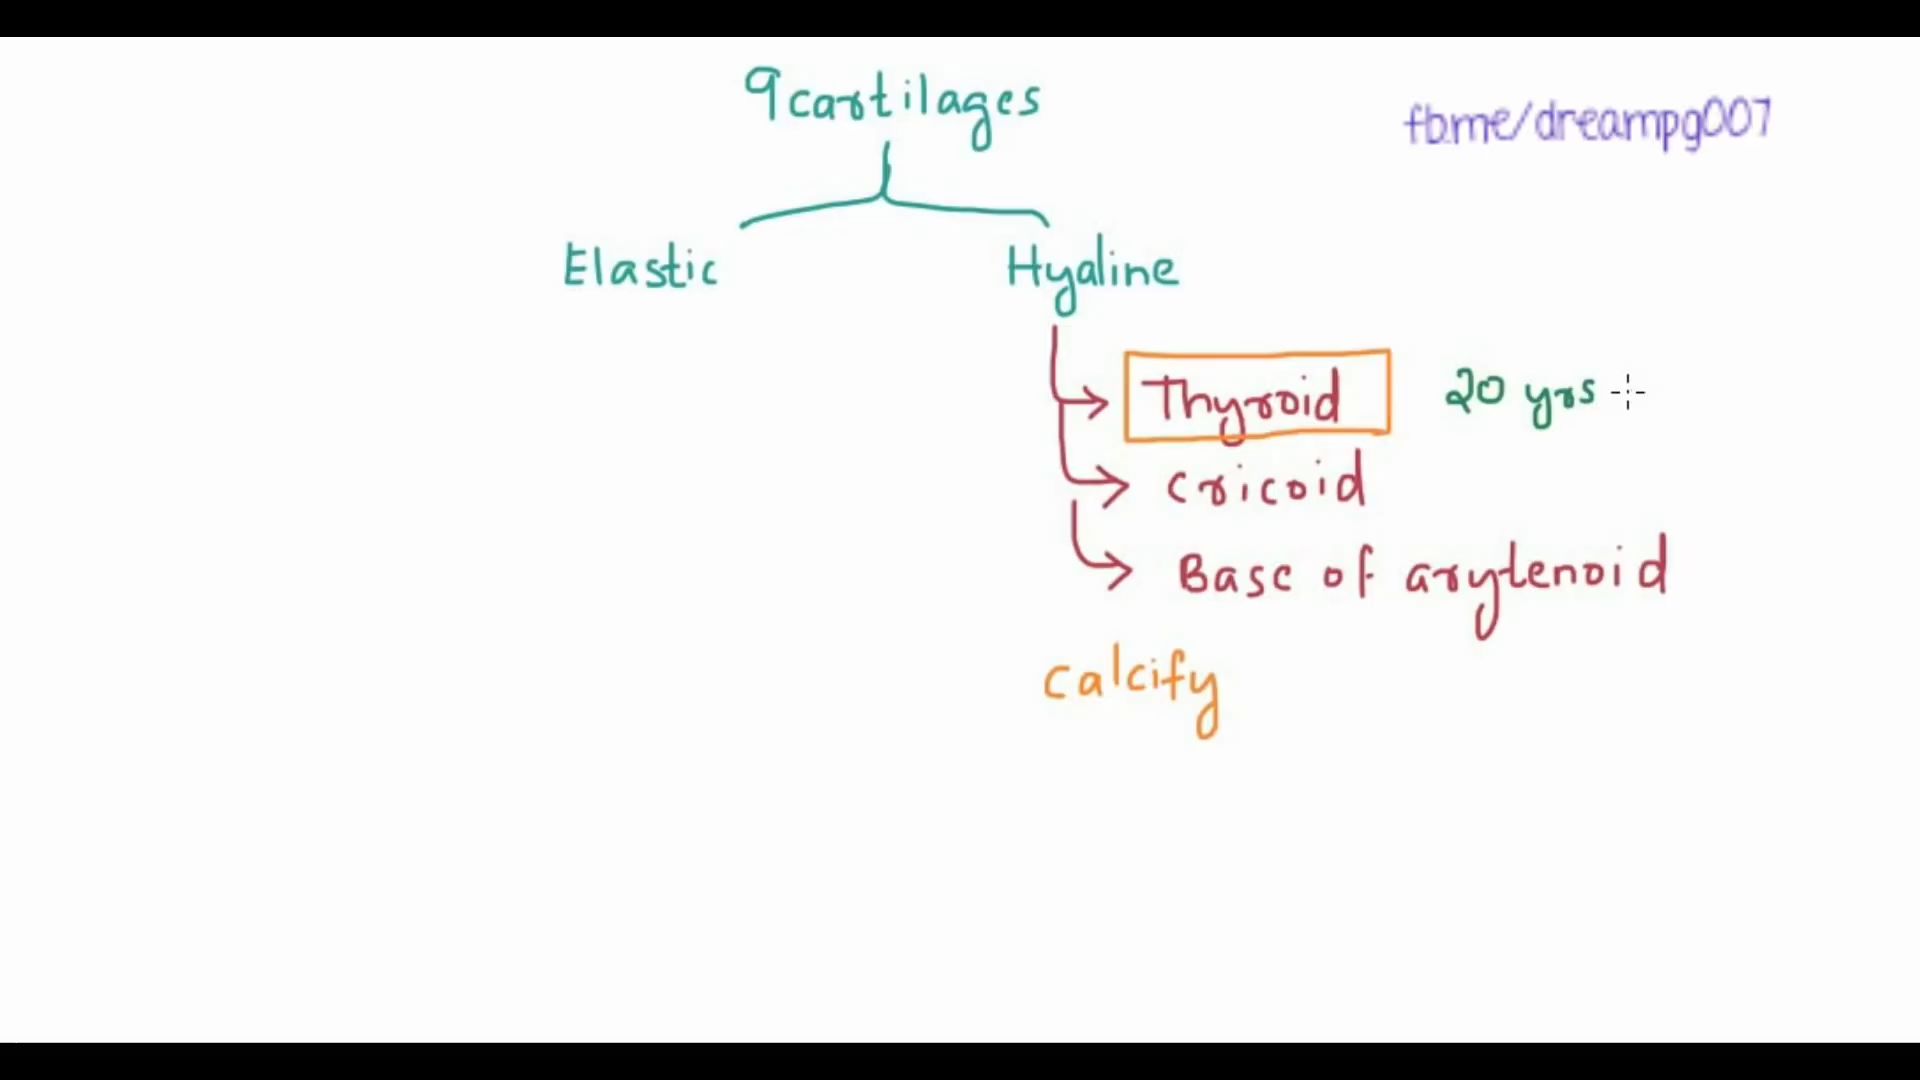 9 cartilages
fb.me/dreampg007
Elastic
Hyaline
Thyroid
20 yrs
cricoid
Base of arytenoid
calcify